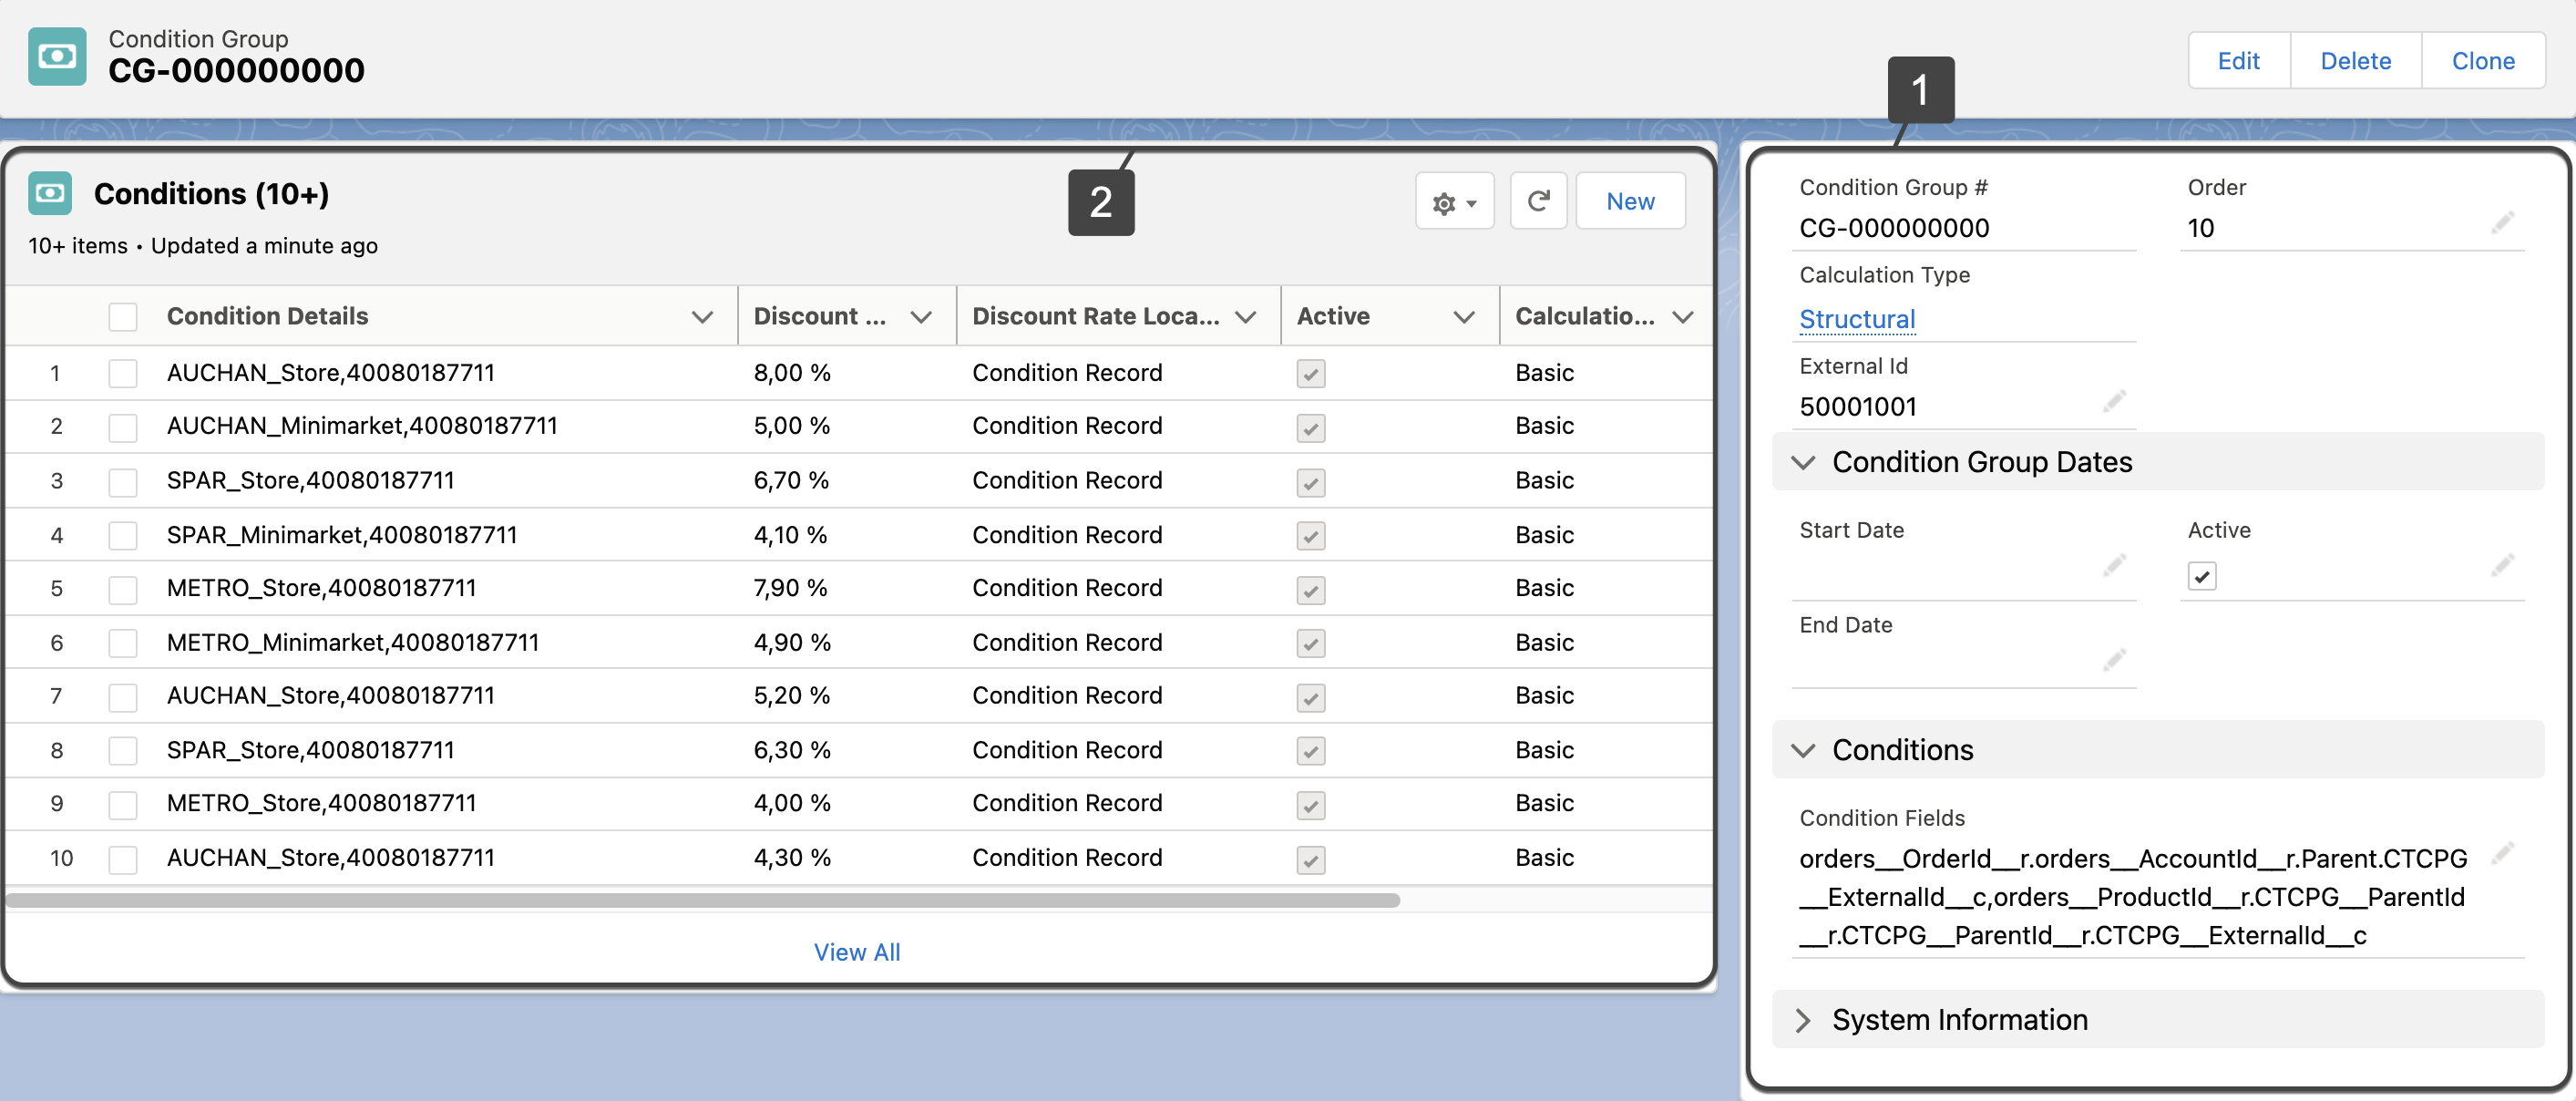 Condition Group
CG-000000000
Edit Delete Clone
1
2
Conditions (10+)
10+ items • Updated a minute ago
New
Condition Details Discount ... Discount Rate Loca... Active Calculatio...
1 AUCHAN_Store,40080187711 8,00 % Condition Record Basic
2 AUCHAN_Minimarket,40080187711 5,00 % Condition Record Basic
3 SPAR_Store,40080187711 6,70 % Condition Record Basic
4 SPAR_Minimarket,40080187711 4,10 % Condition Record Basic
5 METRO_Store,40080187711 7,90 % Condition Record Basic
6 METRO_Minimarket,40080187711 4,90 % Condition Record Basic
7 AUCHAN_Store,40080187711 5,20 % Condition Record Basic
8 SPAR_Store,40080187711 6,30 % Condition Record Basic
9 METRO_Store,40080187711 4,00 % Condition Record Basic
10 AUCHAN_Store,40080187711 4,30 % Condition Record Basic
View All
Condition Group # Order
CG-000000000 10
Calculation Type
Structural
External Id
50001001
Condition Group Dates
Start Date Active
End Date
Conditions
Condition Fields
orders__OrderId__r.orders__AccountId__r.Parent.CTCPG
__ExternalId__c,orders__ProductId__r.CTCPG__ParentId
__r.CTCPG__ParentId__r.CTCPG__ExternalId__c
System Information